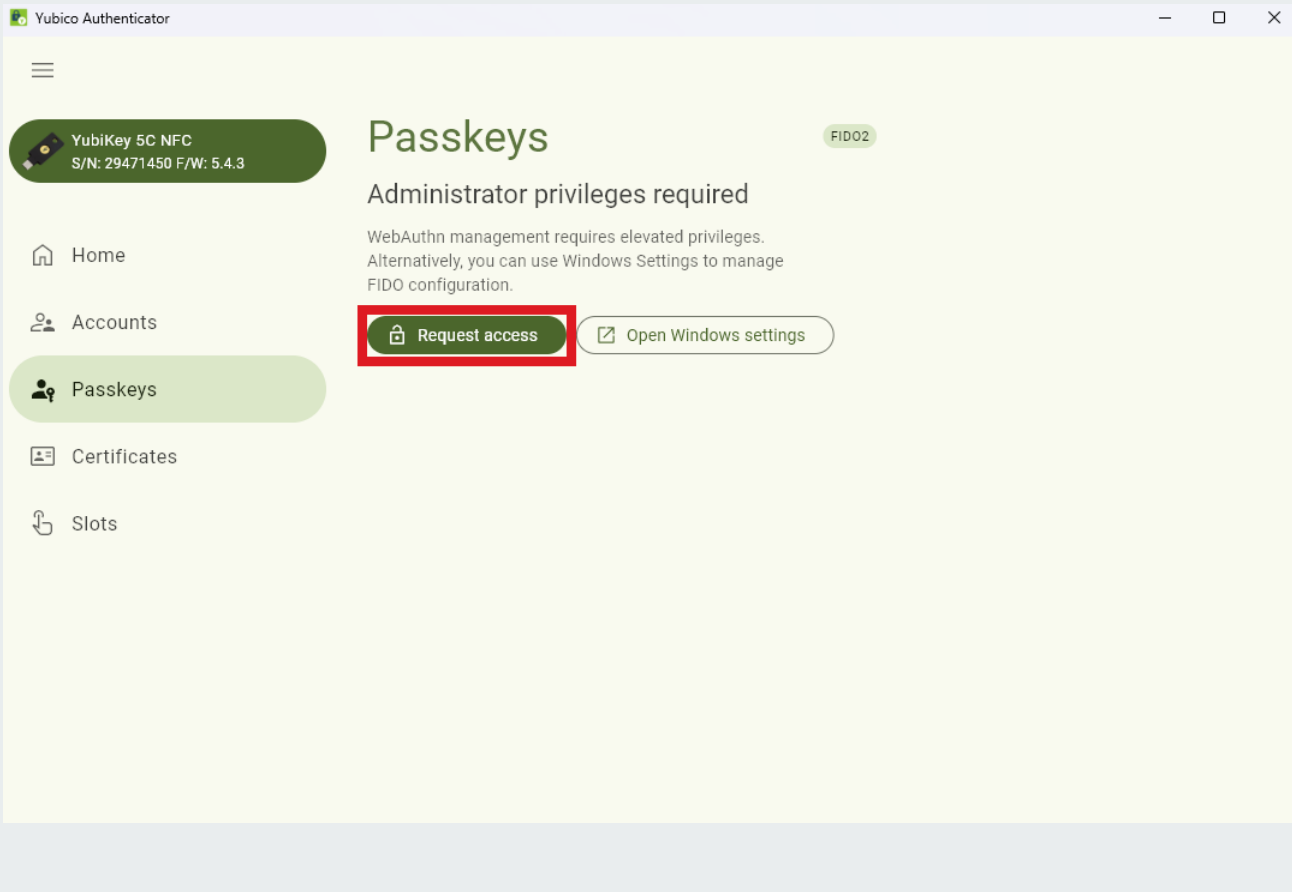 Yubico Authenticator
YubiKey 5C NFC
S/N: 29471450 F/W: 5.4.3
Home
Accounts
Passkeys
Certificates
Slots
Passkeys
FIDO2
Administrator privileges required
WebAuthn management requires elevated privileges.
Alternatively, you can use Windows Settings to manage
FIDO configuration.
Request access
Open Windows settings